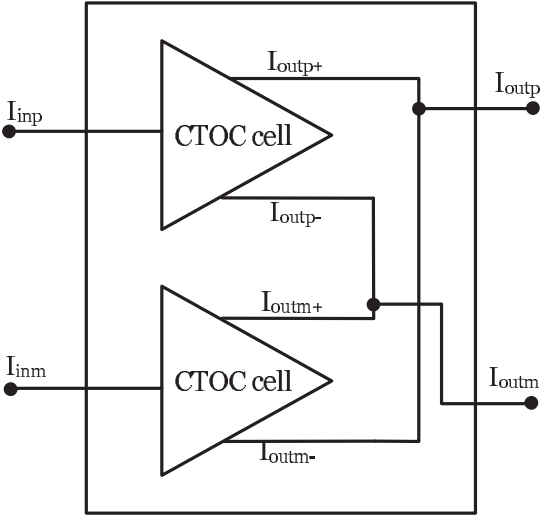 Ioutp+
Ioutp
Iinp
CTOC cell
Ioutp-
Ioutm+
Iinm
CTOC cell
Ioutm
Ioutm-